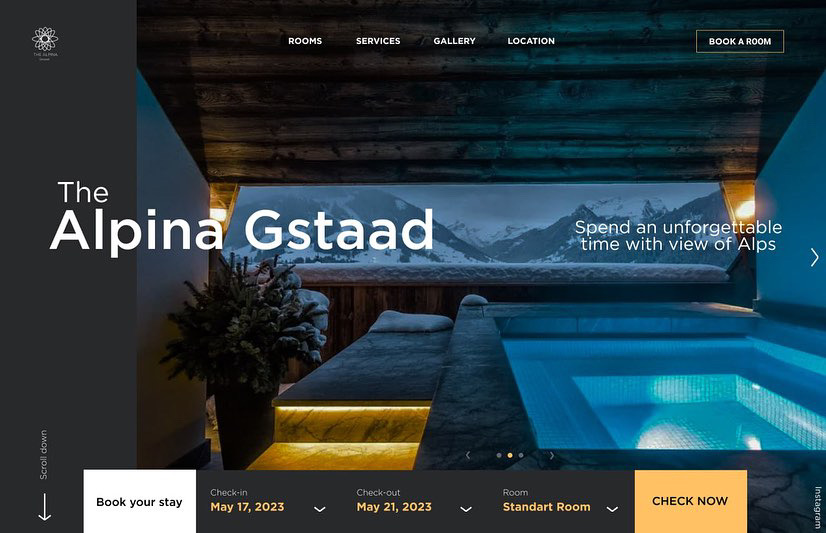 THE ALPINA
Gstaad
ROOMS
SERVICES
GALLERY
LOCATION
BOOK A ROOM
The
Alpina Gstaad
Spend an unforgettable
time with view of Alps
Scroll down
Book your stay
Check-in
May 17, 2023
Check-out
May 21, 2023
Room
Standart Room
CHECK NOW
Instagram